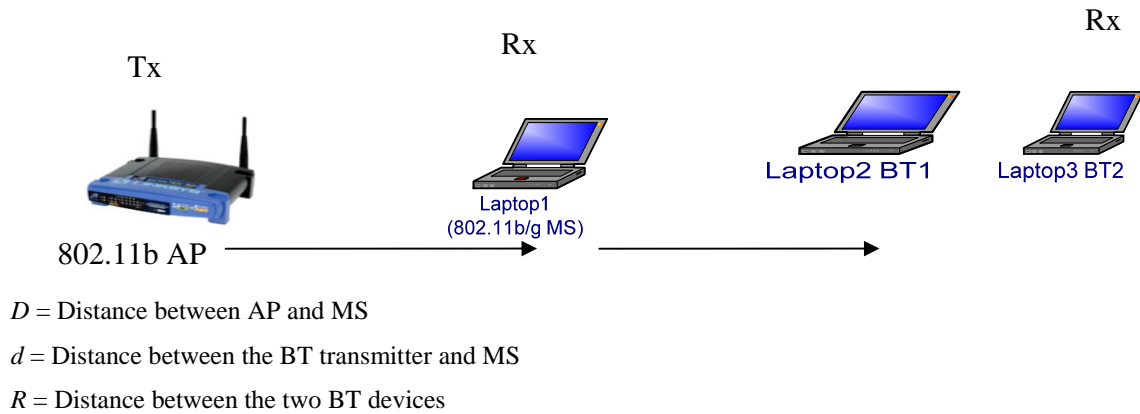 Rx
Rx
Tx
Laptop2 BT1
Laptop3 BT2
Laptop1
(802.11b/g MS)
802.11b AP
D = Distance between AP and MS
d = Distance between the BT transmitter and MS
R = Distance between the two BT devices